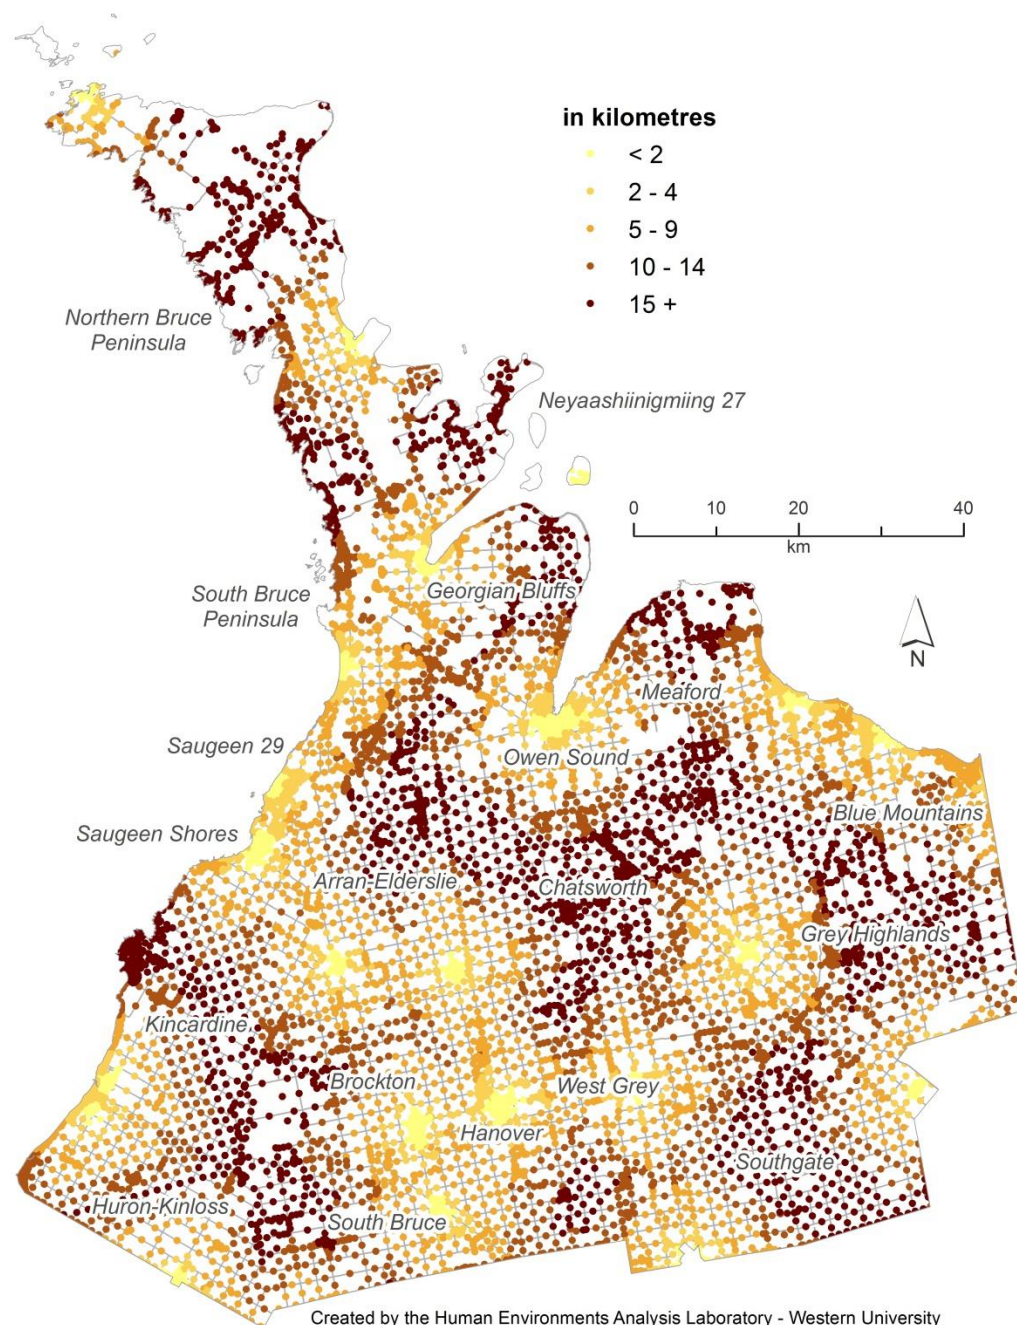 in kilometres
< 2
2 - 4
5 - 9
10 - 14
15 +
Northern Bruce
Peninsula
Neyaashiinigmiing 27
0 10 20 40
km
South Bruce
Peninsula
Georgian Bluffs
N
Meaford
Saugeen 29
Owen Sound
Saugeen Shores
Blue Mountains
Arran-Elderslie
Chatsworth
Grey Highlands
Kincardine
Brockton
West Grey
Hanover
Southgate
Huron-Kinloss
South Bruce
Created by the Human Environments Analysis Laboratory - Western University